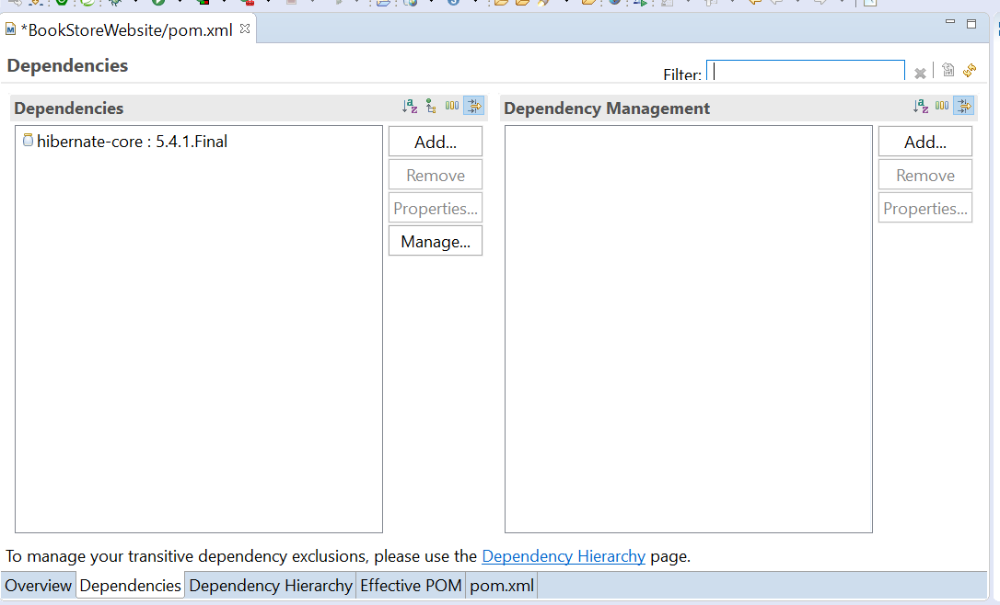 *BookStoreWebsite/pom.xml
Dependencies
Filter:
Dependencies
Dependency Management
hibernate-core : 5.4.1.Final
Add...
Remove
Properties...
Manage...
Add...
Remove
Properties...
To manage your transitive dependency exclusions, please use the Dependency Hierarchy page.
Overview Dependencies Dependency Hierarchy Effective POM pom.xml